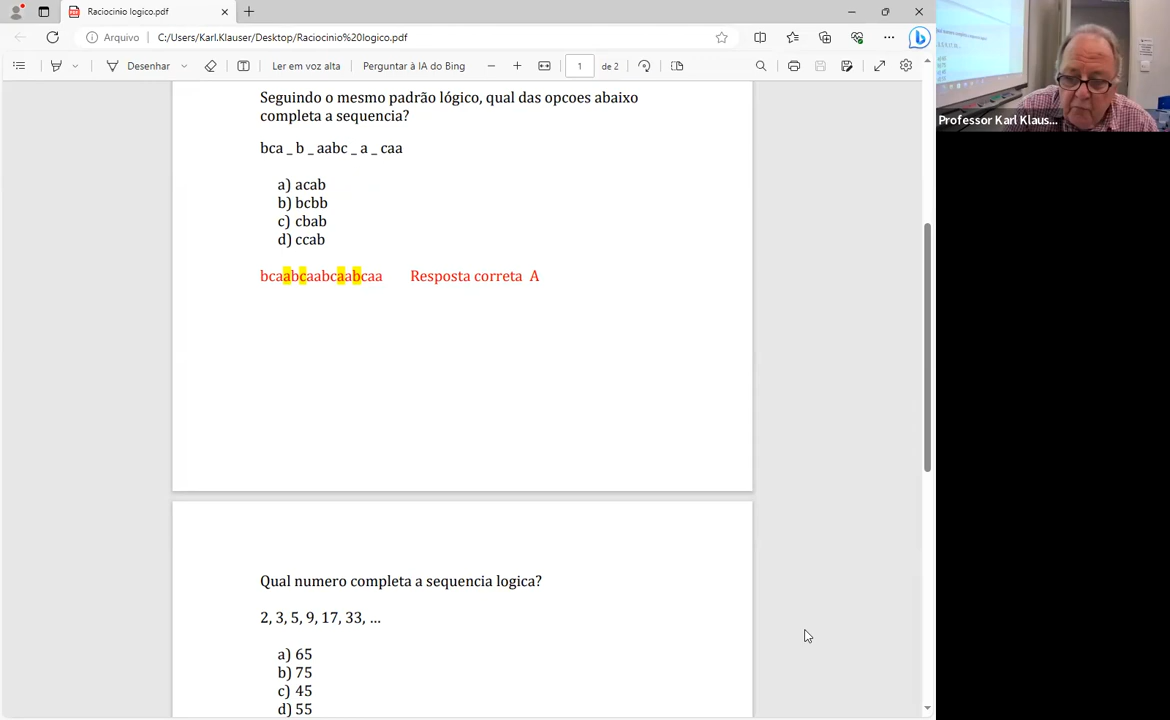 Raciocinio logico.pdf
Arquivo
C:/Users/Karl.Klauser/Desktop/Raciocinio%20logico.pdf
Desenhar
Ler em voz alta
Perguntar à IA do Bing
1
de 2
Seguindo o mesmo padrão lógico, qual das opcoes abaixo
completa a sequencia?
bca _ b _ aabc _ a _ caa
a) acab
b) bcbb
c) cbab
d) ccab
bcaabcaabcaabcaa Resposta correta A
Qual numero completa a sequencia logica?
2, 3, 5, 9, 17, 33, ...
a) 65
b) 75
c) 45
d) 55
Professor Karl Klaus...